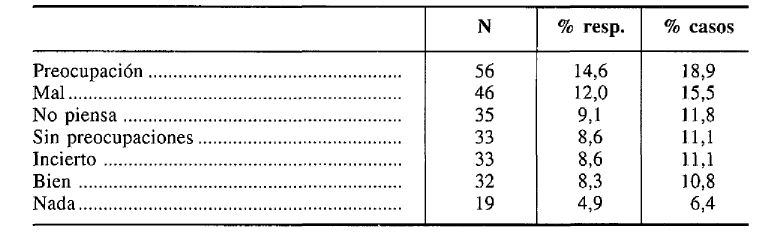 N % resp. % casos
Preocupación .................................................. 56 14,6 18,9
Mal.................................................................. 46 12,0 15,5
No piensa ....................................................... 35 9,1 11,8
Sin preocupaciones ......................................... 33 8,6 11,1
Incierto .......................................................... 33 8,6 11,1
Bien ................................................................ 32 8,3 10,8
Nada................................................................ 19 4,9 6,4